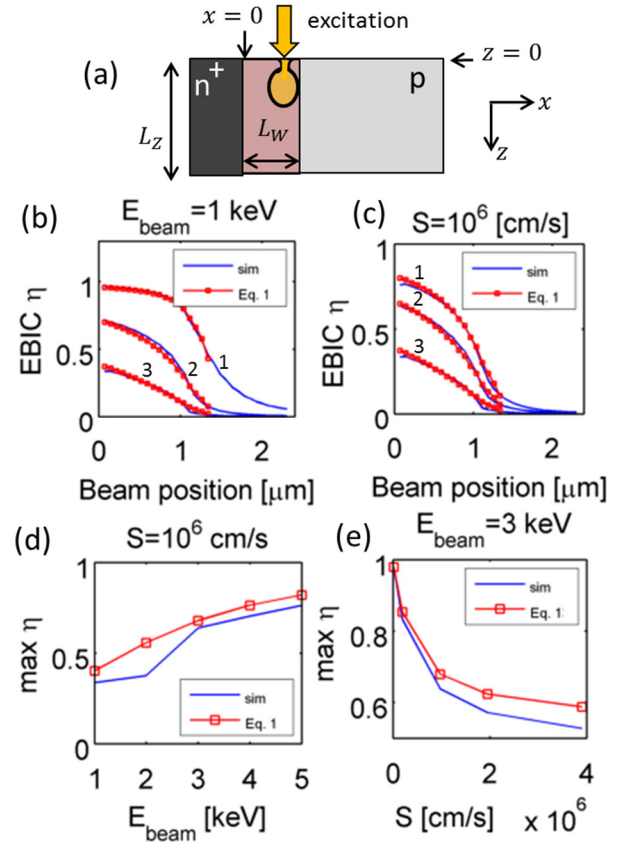 x = 0
excitation
(a)
z = 0
n+
p
x
L_Z
L_W
z
(b)
E_beam=1 keV
(c)
S=10^6 [cm/s]
EBIC η
1
0.5
0
sim
Eq. 1
3
2
1
0
1
2
Beam position [μm]
EBIC η
1
0.5
0
sim
Eq. 1
1
2
3
0
1
2
Beam position [μm]
(d)
S=10^6 cm/s
(e)
E_beam=3 keV
max η
1
0.5
0
sim
Eq. 1
1
2
3
4
5
E_beam [keV]
max η
1
0.8
0.6
sim
Eq. 1:
0
2
4
S [cm/s]
x 10^6